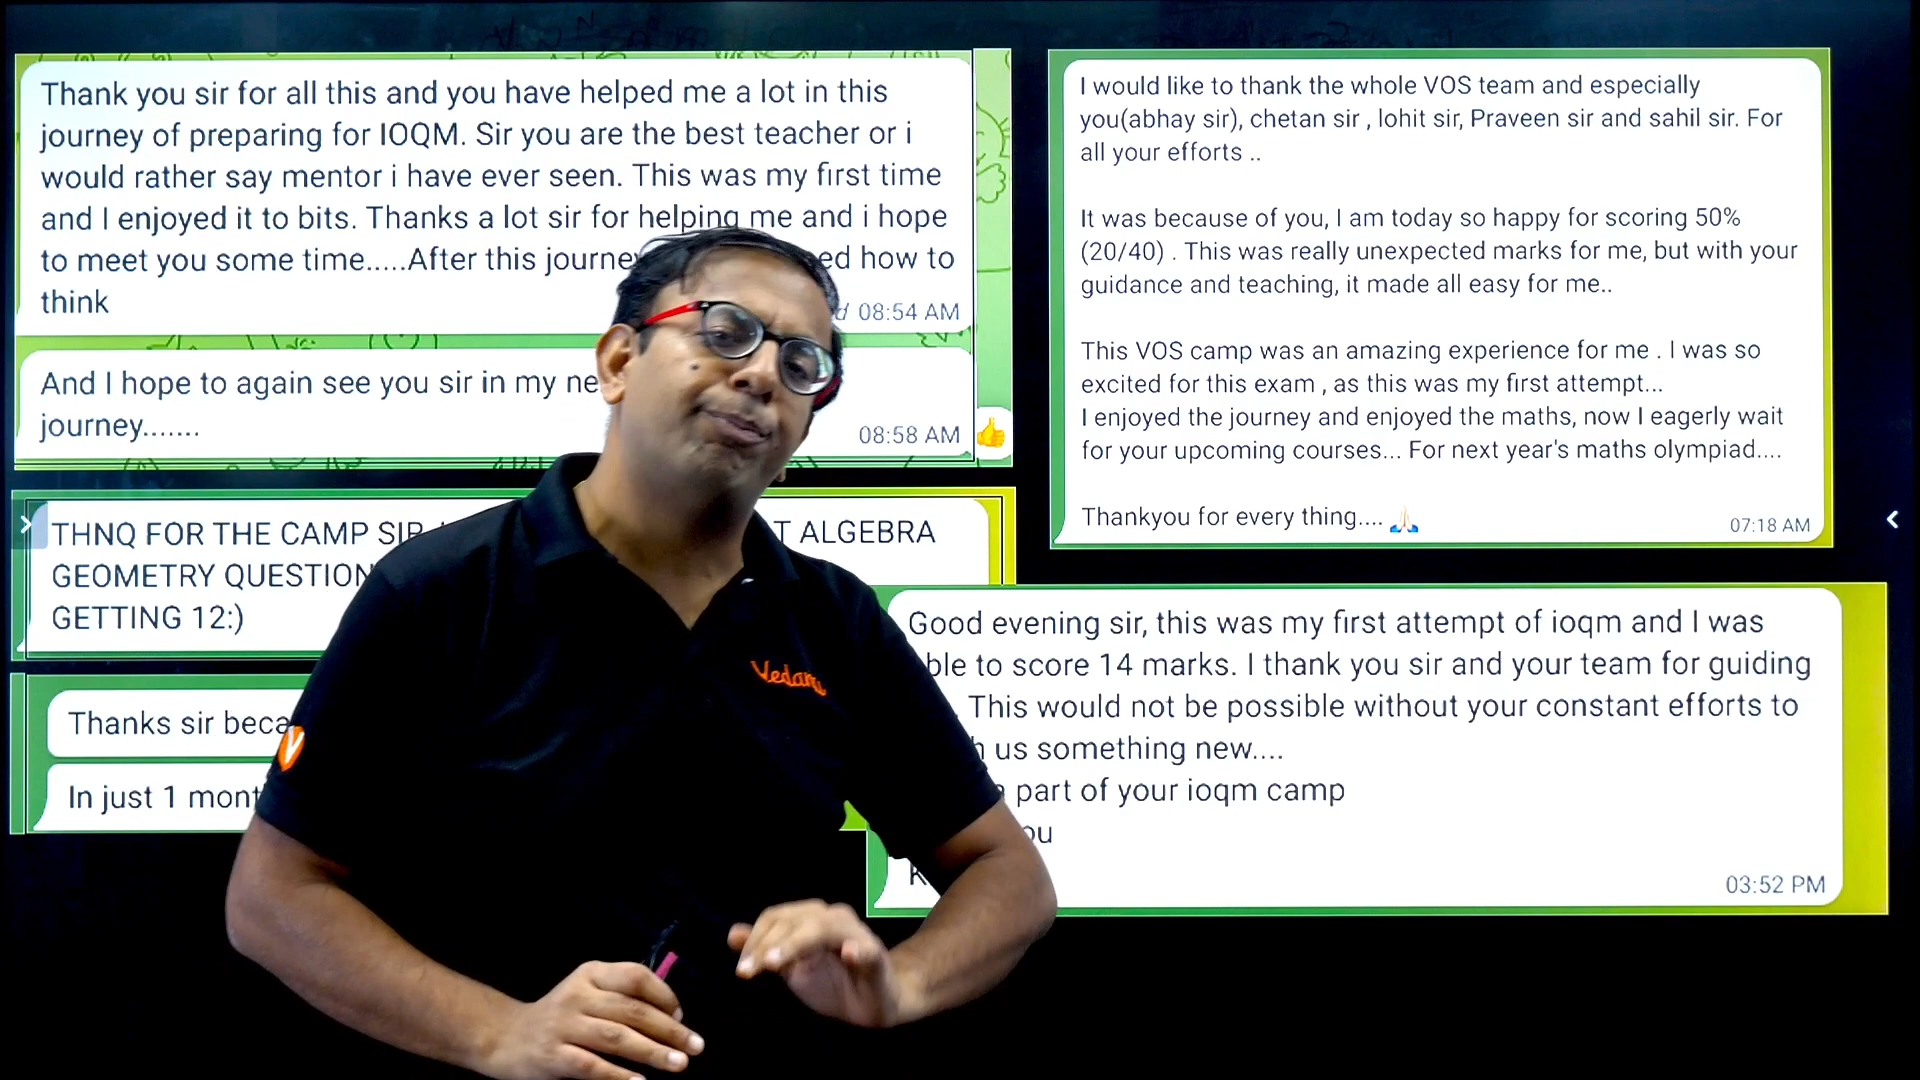 Thank you sir for all this and you have helped me a lot in this
journey of preparing for IOQM. Sir you are the best teacher or i
would rather say mentor i have ever seen. This was my first time
and I enjoyed it to bits. Thanks a lot sir for helping me and i hope
to meet you some time.....After this how to
think
08:54 AM
And I hope to again see you sir in my
journey.......
08:58 AM
THNQ FOR THE CAMP SIR ALGEBRA
GEOMETRY
GETTING 12:)
Thanks sir
In just 1
I would like to thank the whole VOS team and especially
you(abhay sir), chetan sir , lohit sir, Praveen sir and sahil sir. For
all your efforts ..
It was because of you, I am today so happy for scoring 50%
(20/40) . This was really unexpected marks for me, but with your
guidance and teaching, it made all easy for me..
This VOS camp was an amazing experience for me . I was so
excited for this exam , as this was my first attempt...
I enjoyed the journey and enjoyed the maths, now I eagerly wait
for your upcoming courses... For next year's maths olympiad....
Thankyou for every thing.... 🙏🏻
07:18 AM
Good evening sir, this was my first attempt of ioqm and I was
to score 14 marks. I thank you sir and your team for guiding
This would not be possible without your constant efforts to
us something new....
part of your ioqm camp
03:52 PM